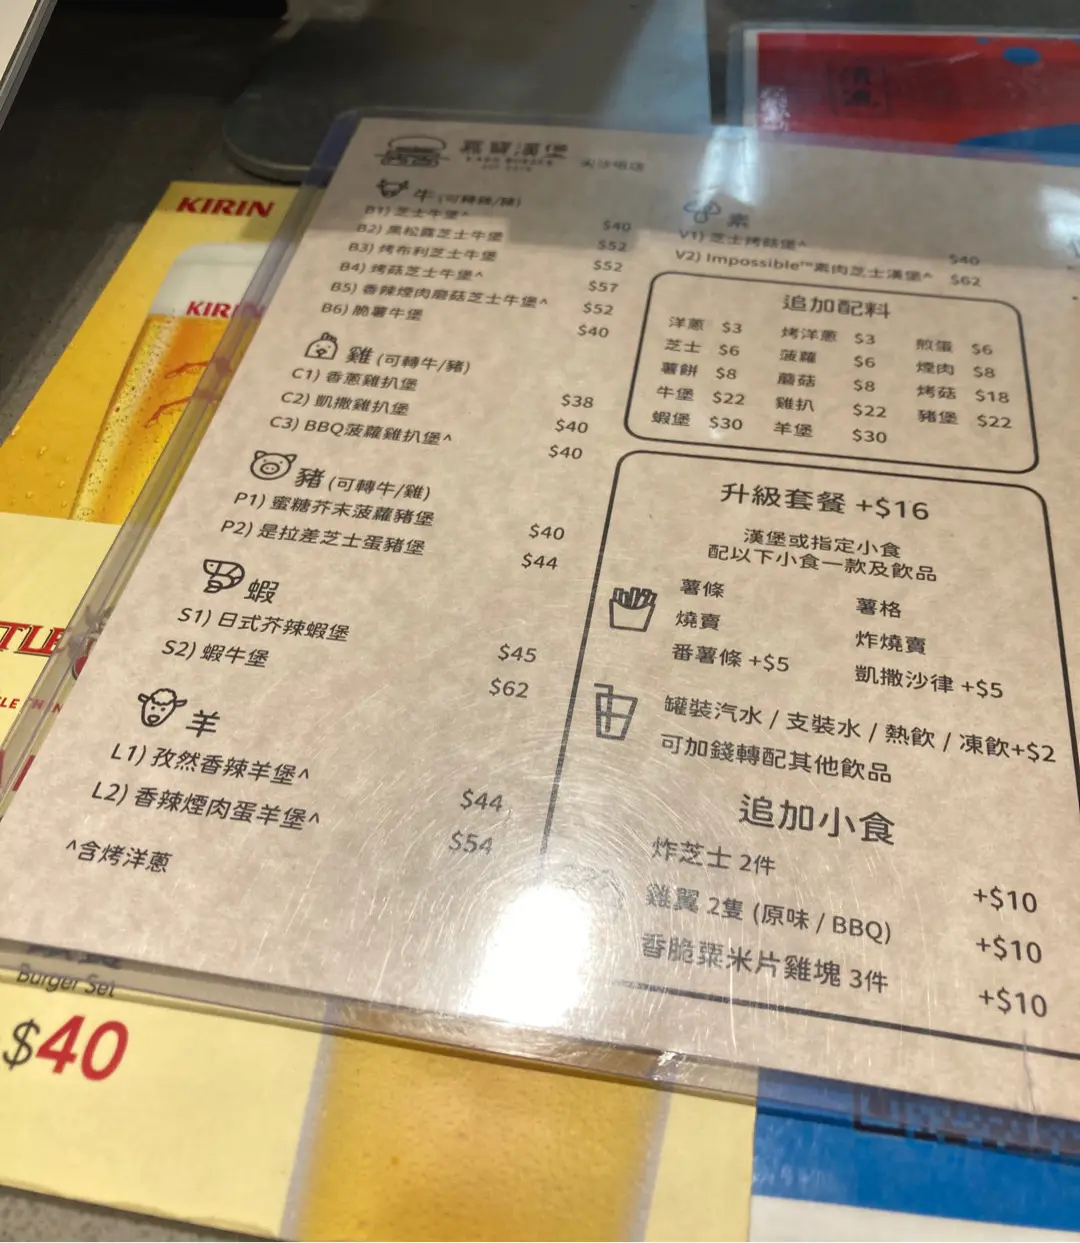 嘉寶漢堡
KABO BURGER
尖沙咀店
牛 (可轉雞/豬)
B1) 芝士牛堡^ $40
B2) 黑松露芝士牛堡 $52
B3) 烤布利芝士牛堡 $52
B4) 烤菇芝士牛堡^ $57
B5) 香辣煙肉磨菇芝士牛堡^ $52
B6) 脆薯牛堡 $40
雞 (可轉牛/豬)
C1) 香蔥雞扒堡 $38
C2) 凱撒雞扒堡 $40
C3) BBQ菠蘿雞扒堡^ $40
豬 (可轉牛/雞)
P1) 蜜糖芥末菠蘿豬堡 $40
P2) 是拉差芝士蛋豬堡 $44
蝦
S1) 日式芥辣蝦堡 $45
S2) 蝦牛堡 $62
羊
L1) 孜然香辣羊堡^ $44
L2) 香辣煙肉蛋羊堡^ $54
^含烤洋蔥
素
V1) 芝士烤菇堡^ $40
V2) Impossible™素肉芝士漢堡^ $62
追加配料
洋蔥 $3 烤洋蔥 $3 煎蛋 $6
芝士 $6 菠蘿 $6 煙肉 $8
薯餅 $8 蘑菇 $8 烤菇 $18
牛堡 $22 雞扒 $22 豬堡 $22
蝦堡 $30 羊堡 $30
升級套餐 +$16
漢堡或指定小食
配以下小食一款及飲品
薯條 薯格
燒賣 炸燒賣
番薯條 +$5 凱撒沙律 +$5
罐裝汽水 / 支裝水 / 熱飲 / 凍飲+$2
可加錢轉配其他飲品
追加小食
炸芝士 2件 +$10
雞翼 2隻 (原味 / BBQ) +$10
香脆粟米片雞塊 3件 +$10
KIRIN
KIRIN
Burger Set
$40